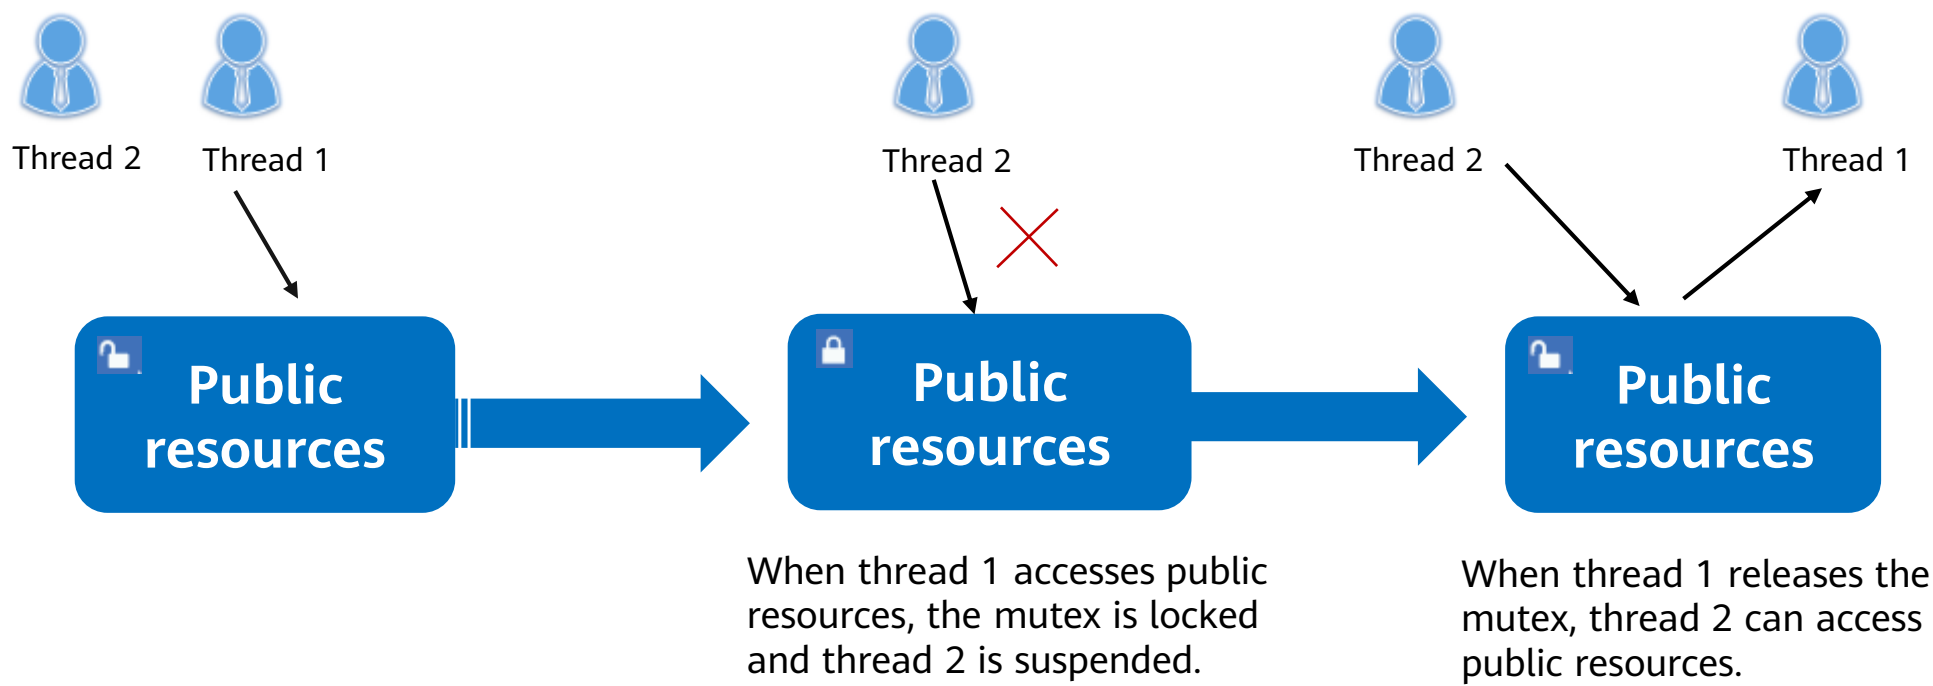 Thread 2
Thread 1
Thread 2
Thread 2
Thread 1
Public
resources
Public
resources
Public
resources
When thread 1 accesses public
resources, the mutex is locked
and thread 2 is suspended.
When thread 1 releases the
mutex, thread 2 can access
public resources.